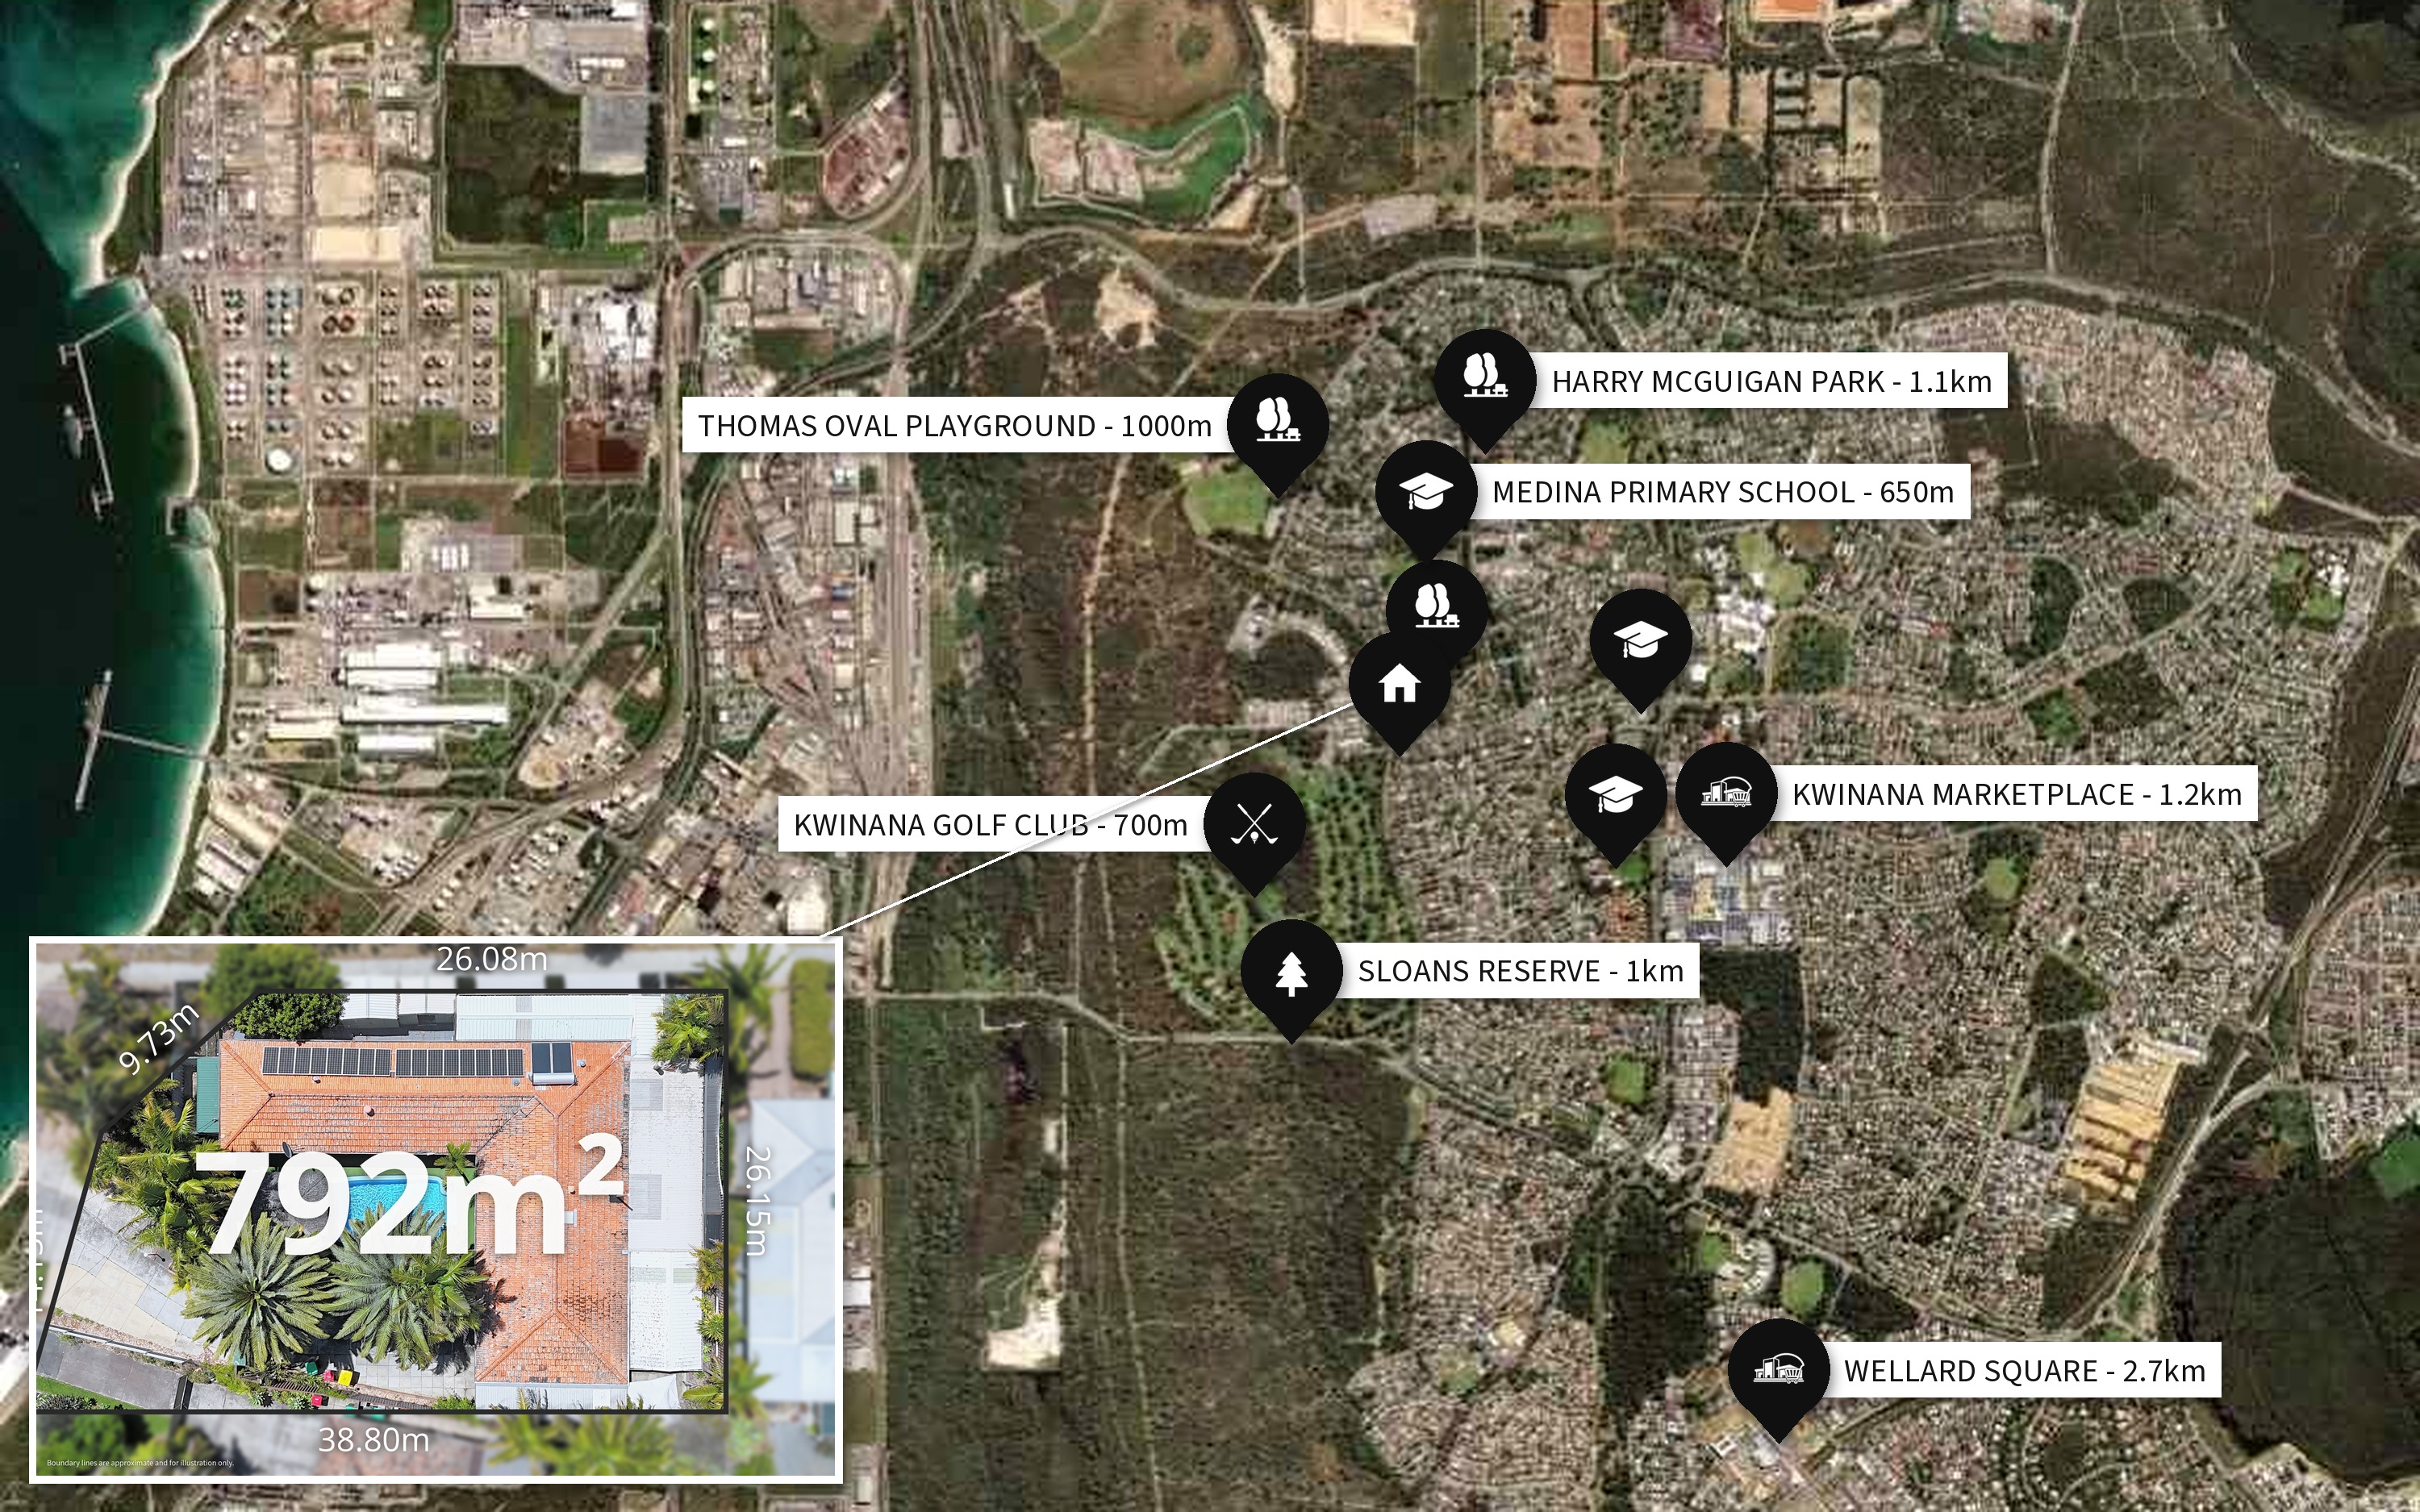 HARRY MCGUIGAN PARK - 1.1km
THOMAS OVAL PLAYGROUND - 1000m
MEDINA PRIMARY SCHOOL - 650m
KWINANA MARKETPLACE - 1.2km
KWINANA GOLF CLUB - 700m
SLOANS RESERVE - 1km
WELLARD SQUARE - 2.7km
26.08m
9.73m
792m²
26.15m
38.80m
Boundary lines are approximate and for illustration only.